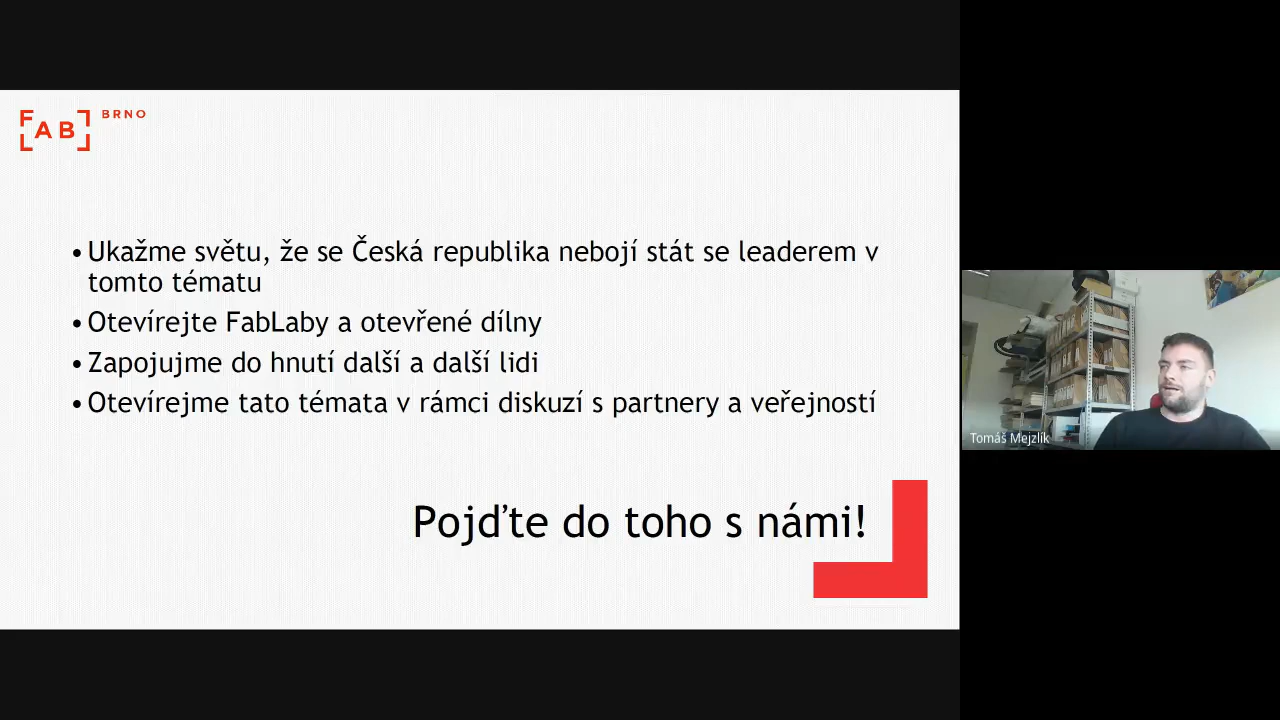 FAB BRNO
•Ukažme světu, že se Česká republika nebojí stát se leaderem v
tomto tématu
•Otevírejte FabLaby a otevřené dílny
•Zapojujme do hnutí další a další lidi
•Otevírejme tato témata v rámci diskuzí s partnery a veřejností
Pojďte do toho s námi!
Tomáš Mejzlík